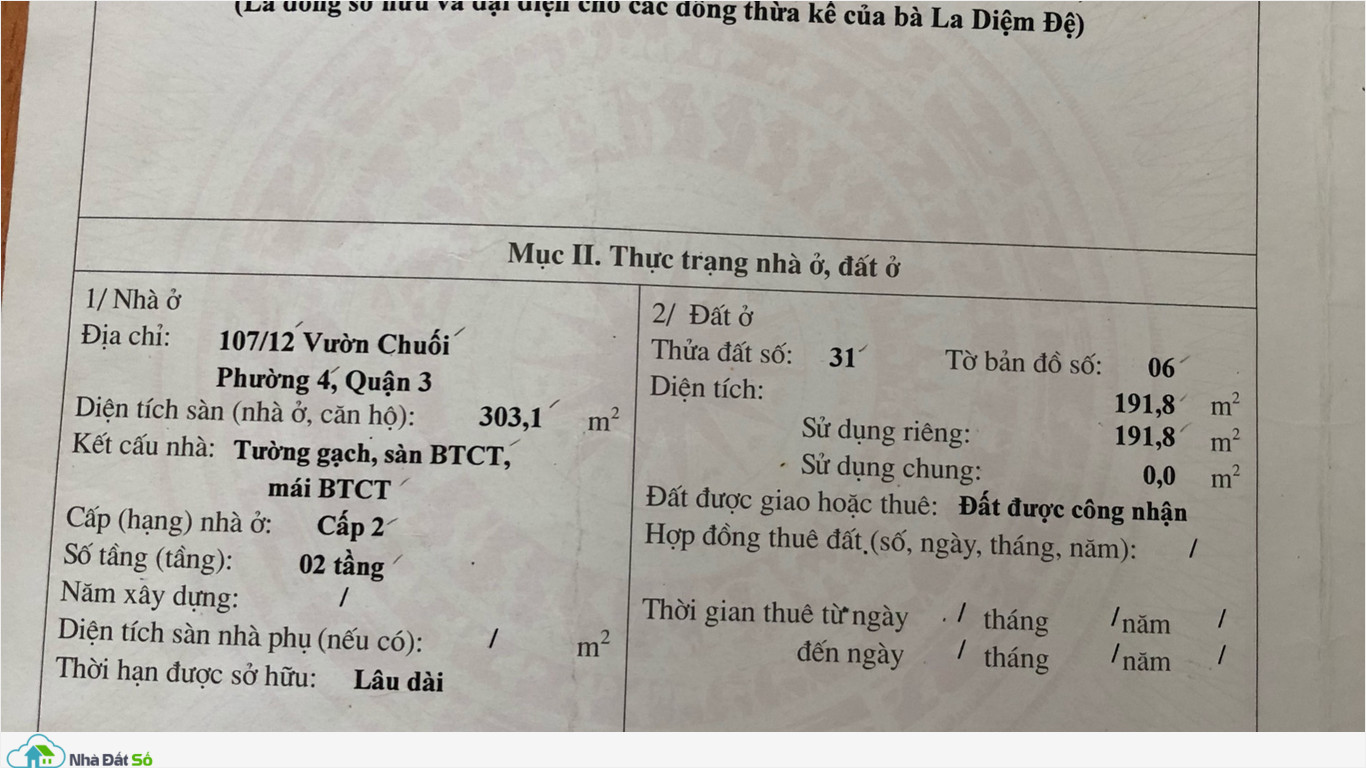 (Là đồng sở hữu và đại diện cho các đồng thừa kế của bà La Diệm Đệ)
Mục II. Thực trạng nhà ở, đất ở
1/ Nhà ở
Địa chỉ: 107/12 Vườn Chuối
Phường 4, Quận 3
Diện tích sàn (nhà ở, căn hộ): 303,1 m²
Kết cấu nhà: Tường gạch, sàn BTCT,
mái BTCT
Cấp (hạng) nhà ở: Cấp 2
Số tầng (tầng): 02 tầng
Năm xây dựng: /
Diện tích sàn nhà phụ (nếu có): / m²
Thời hạn được sở hữu: Lâu dài
2/ Đất ở
Thửa đất số: 31 Tờ bản đồ số: 06
Diện tích: 191,8 m²
Sử dụng riêng: 191,8 m²
Sử dụng chung: 0,0 m²
Đất được giao hoặc thuê: Đất được công nhận
Hợp đồng thuê đất (số, ngày, tháng, năm): /
Thời gian thuê từ ngày / tháng / năm /
đến ngày / tháng / năm /
Nhà Đất Số